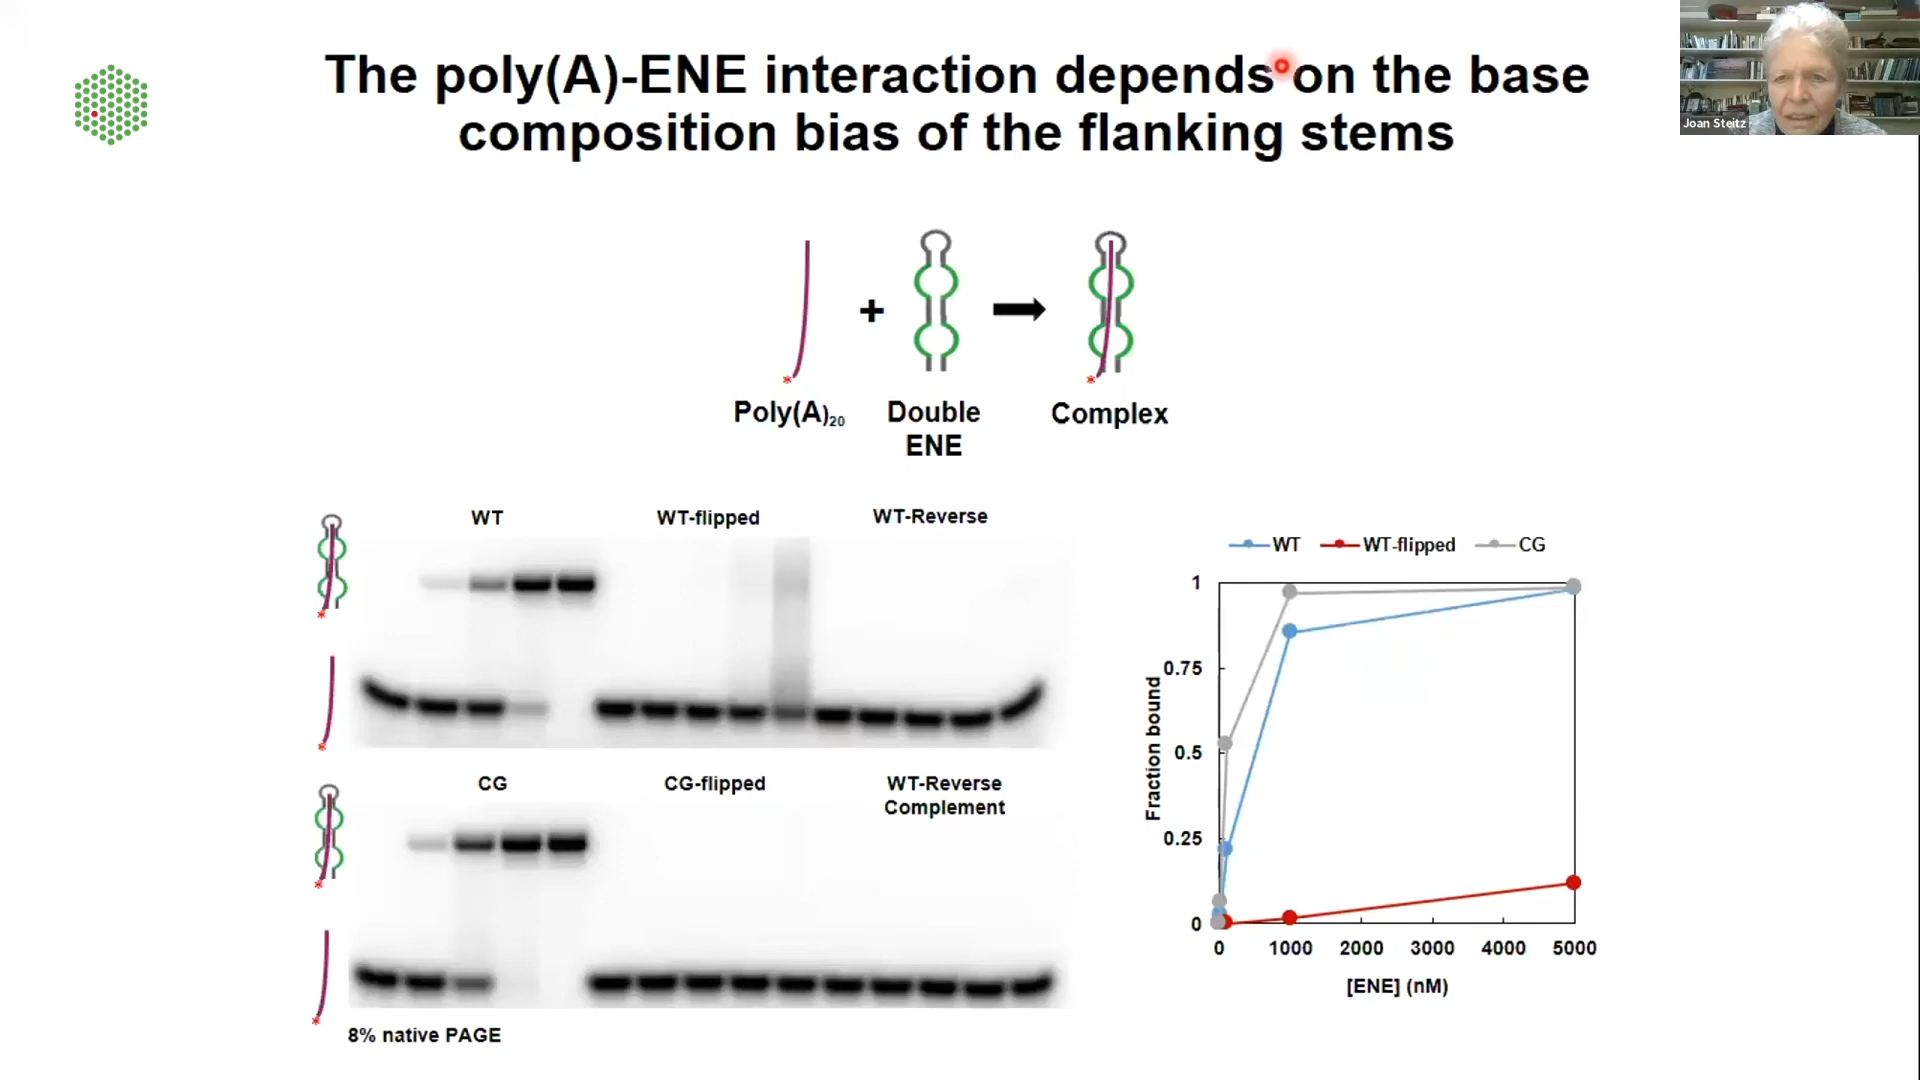 The poly(A)-ENE interaction depends on the base
composition bias of the flanking stems
Joan Steitz
+
Poly(A)20
Double
ENE
Complex
WT
WT-flipped
WT-Reverse
CG
CG-flipped
WT-Reverse
Complement
8% native PAGE
WT
WT-flipped
CG
Fraction bound
1
0.75
0.5
0.25
0
0 1000 2000 3000 4000 5000
[ENE] (nM)